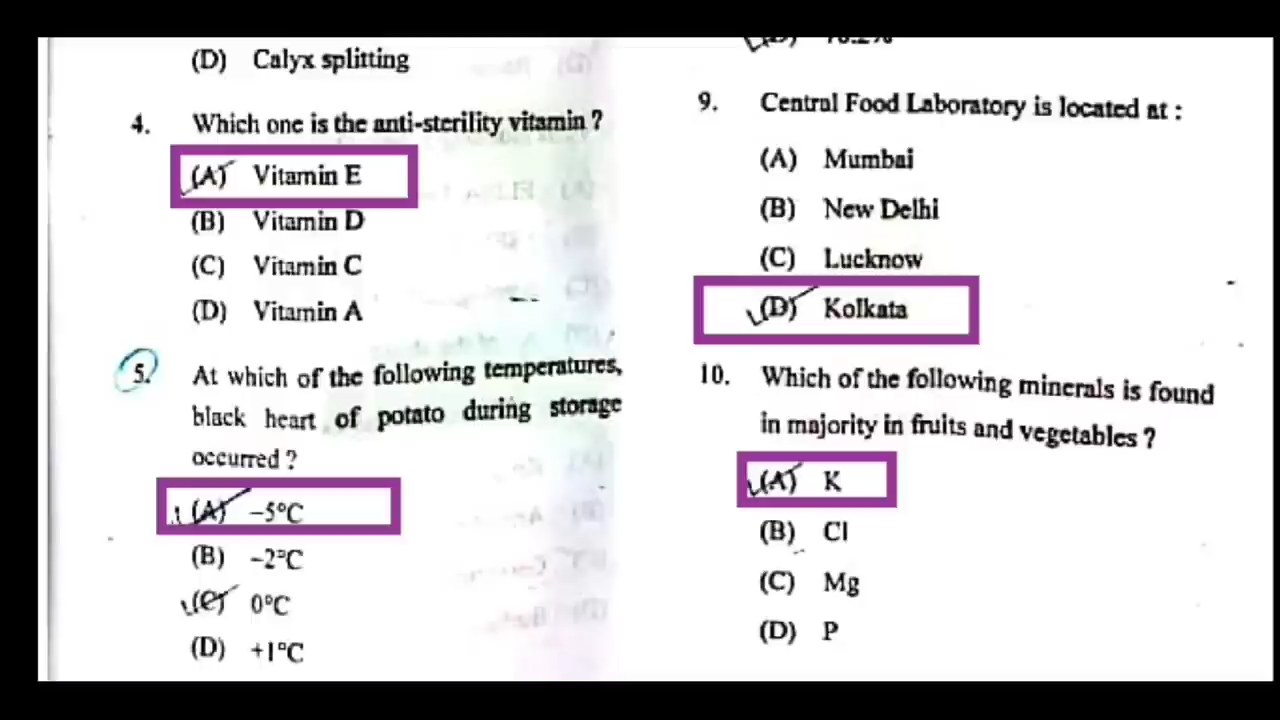 (D) Calyx splitting
4. Which one is the anti-sterility vitamin ?
(A) Vitamin E
(B) Vitamin D
(C) Vitamin C
(D) Vitamin A
5. At which of the following temperatures,
black heart of potato during storage
occurred ?
(A) –5°C
(B) –2°C
(C) 0°C
(D) +1°C
9. Central Food Laboratory is located at :
(A) Mumbai
(B) New Delhi
(C) Lucknow
(D) Kolkata
10. Which of the following minerals is found
in majority in fruits and vegetables ?
(A) K
(B) Cl
(C) Mg
(D) P